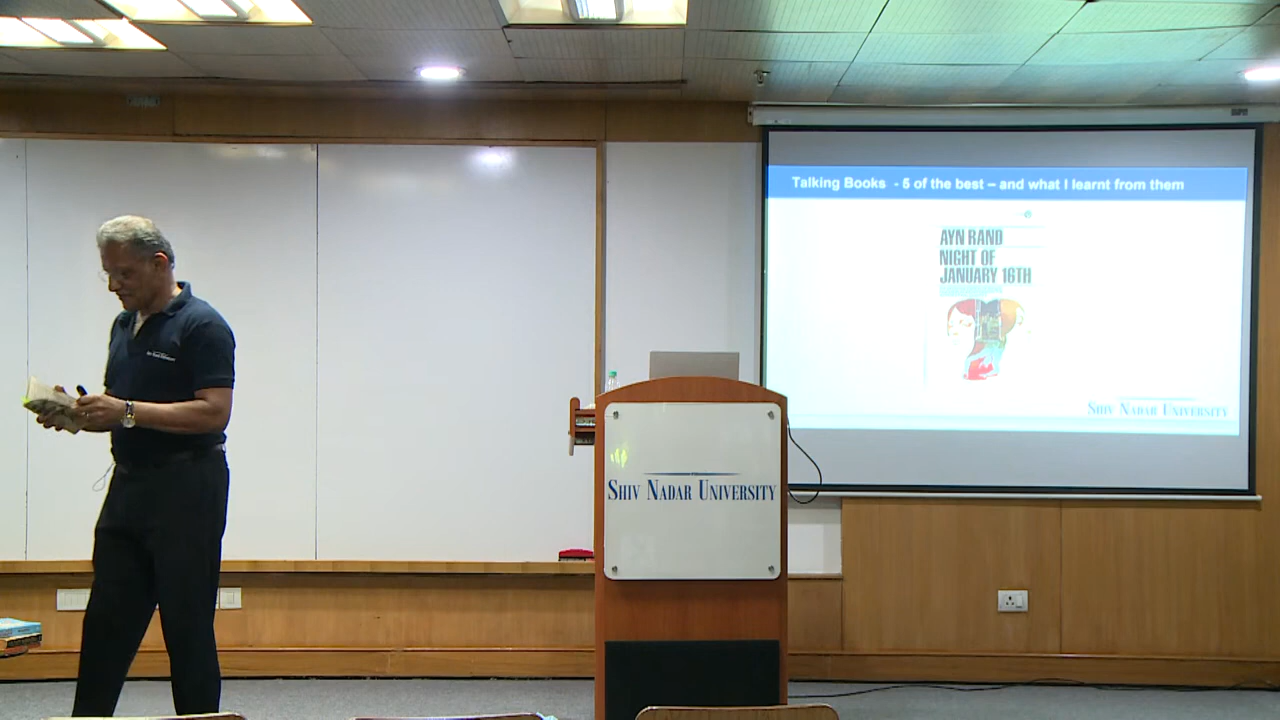 Talking Books - 5 of the best – and what I learnt from them
AYN RAND
NIGHT OF
JANUARY 16TH
SHIV NADAR UNIVERSITY
SHIV NADAR UNIVERSITY